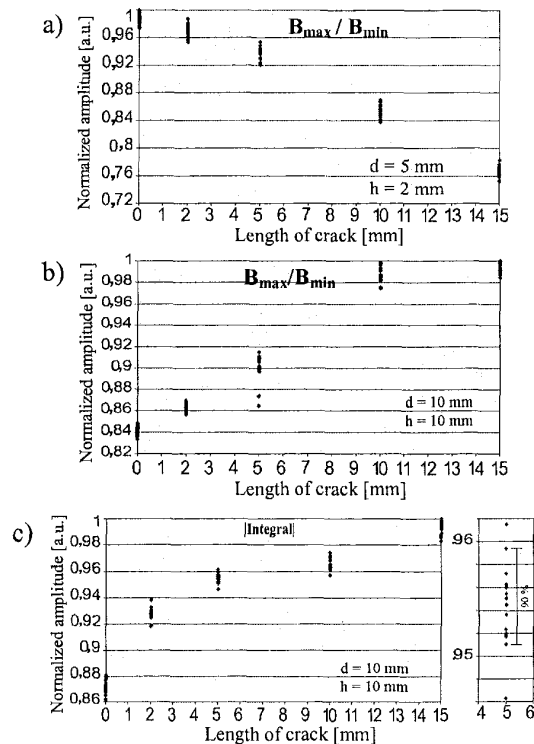 a)
B_max / B_min
Normalized amplitude [a.u.]
1
0,96
0,92
0,88
0,84
0,8
0,76
0,72
d = 5 mm
h = 2 mm
0 1 2 3 4 5 6 7 8 9 10 11 12 13 14 15
Length of crack [mm]
b)
B_max/B_min
Normalized amplitude [a.u.]
1
0,98
0,96
0,94
0,92
0,9
0,88
0,86
0,84
0,82
d = 10 mm
h = 10 mm
0 1 2 3 4 5 6 7 8 9 10 11 12 13 14 15
Length of crack [mm]
c)
|Integral|
Normalized amplitude [a.u.]
1
0,98
0,96
0,94
0,92
0,9
0,88
0,86
d = 10 mm
h = 10 mm
0 1 2 3 4 5 6 7 8 9 10 11 12 13 14 15
Length of crack [mm]
,96
90 %
,95
4 5 6